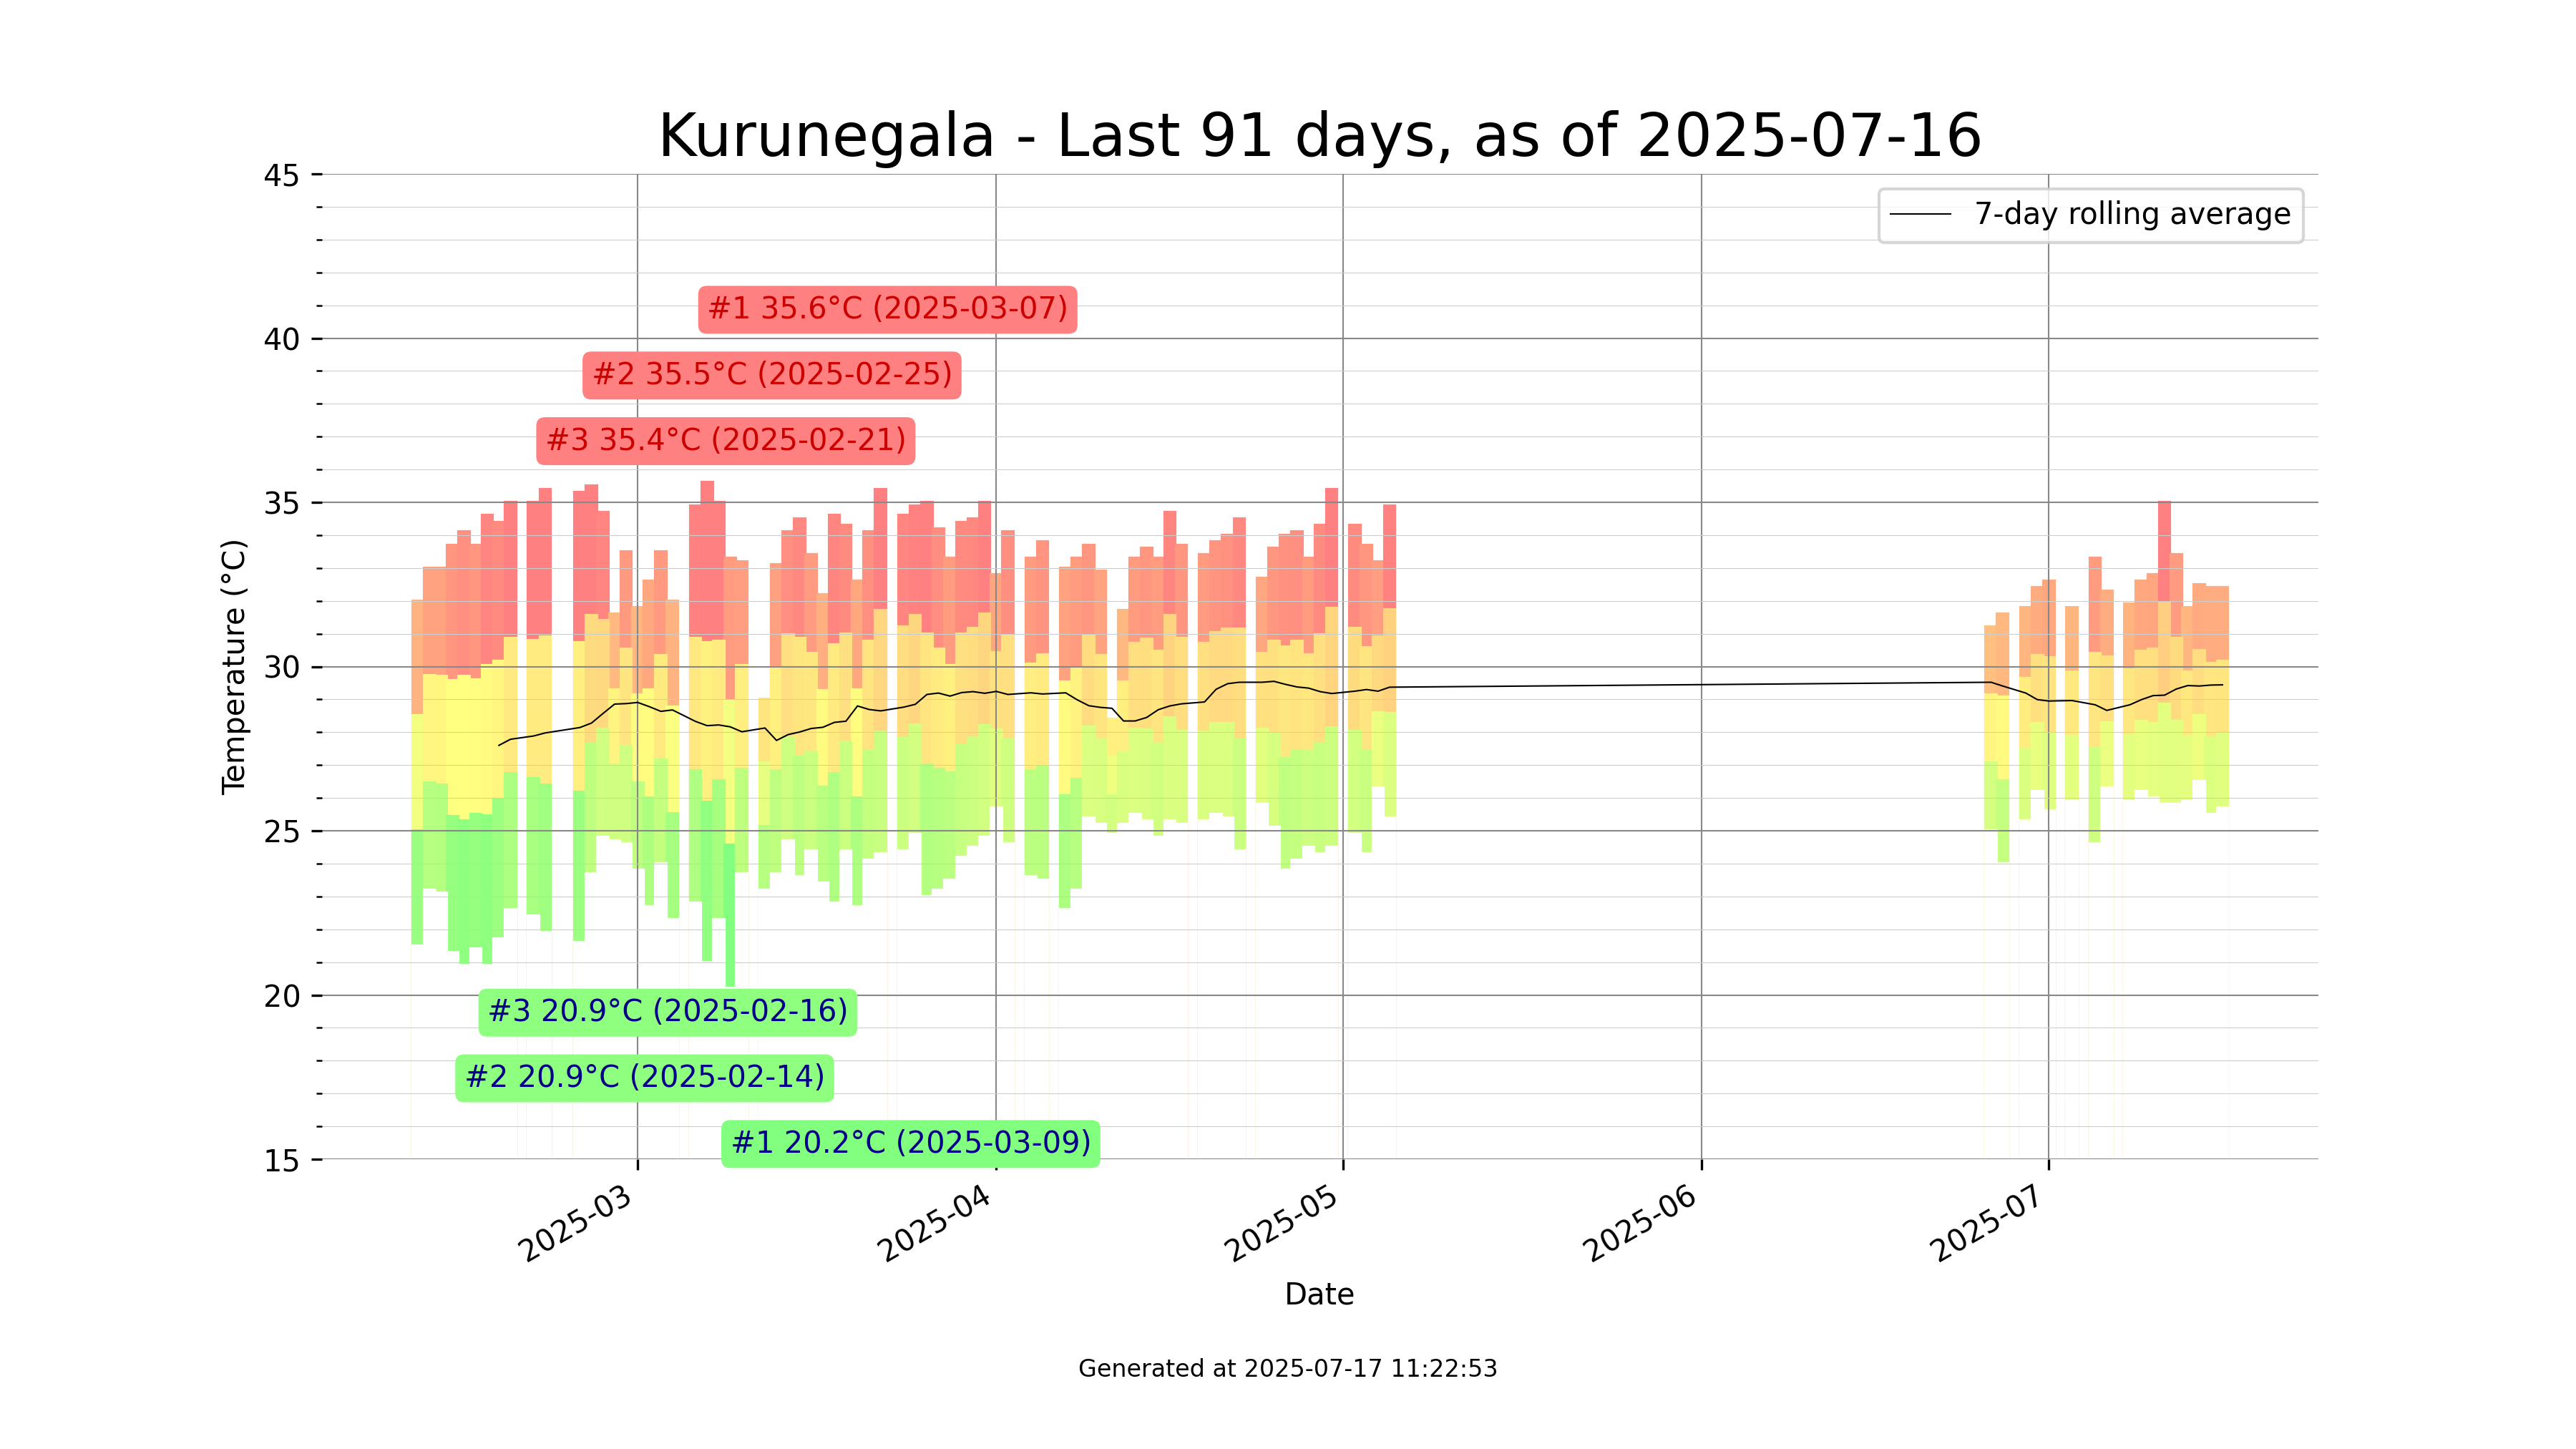 Kurunegala - Last 91 days, as of 2025-07-16
7-day rolling average
45
40
35
30
25
20
15
Temperature (°C)
#1 35.6°C (2025-03-07)
#2 35.5°C (2025-02-25)
#3 35.4°C (2025-02-21)
#3 20.9°C (2025-02-16)
#2 20.9°C (2025-02-14)
#1 20.2°C (2025-03-09)
2025-03
2025-04
2025-05
2025-06
2025-07
Date
Generated at 2025-07-17 11:22:53